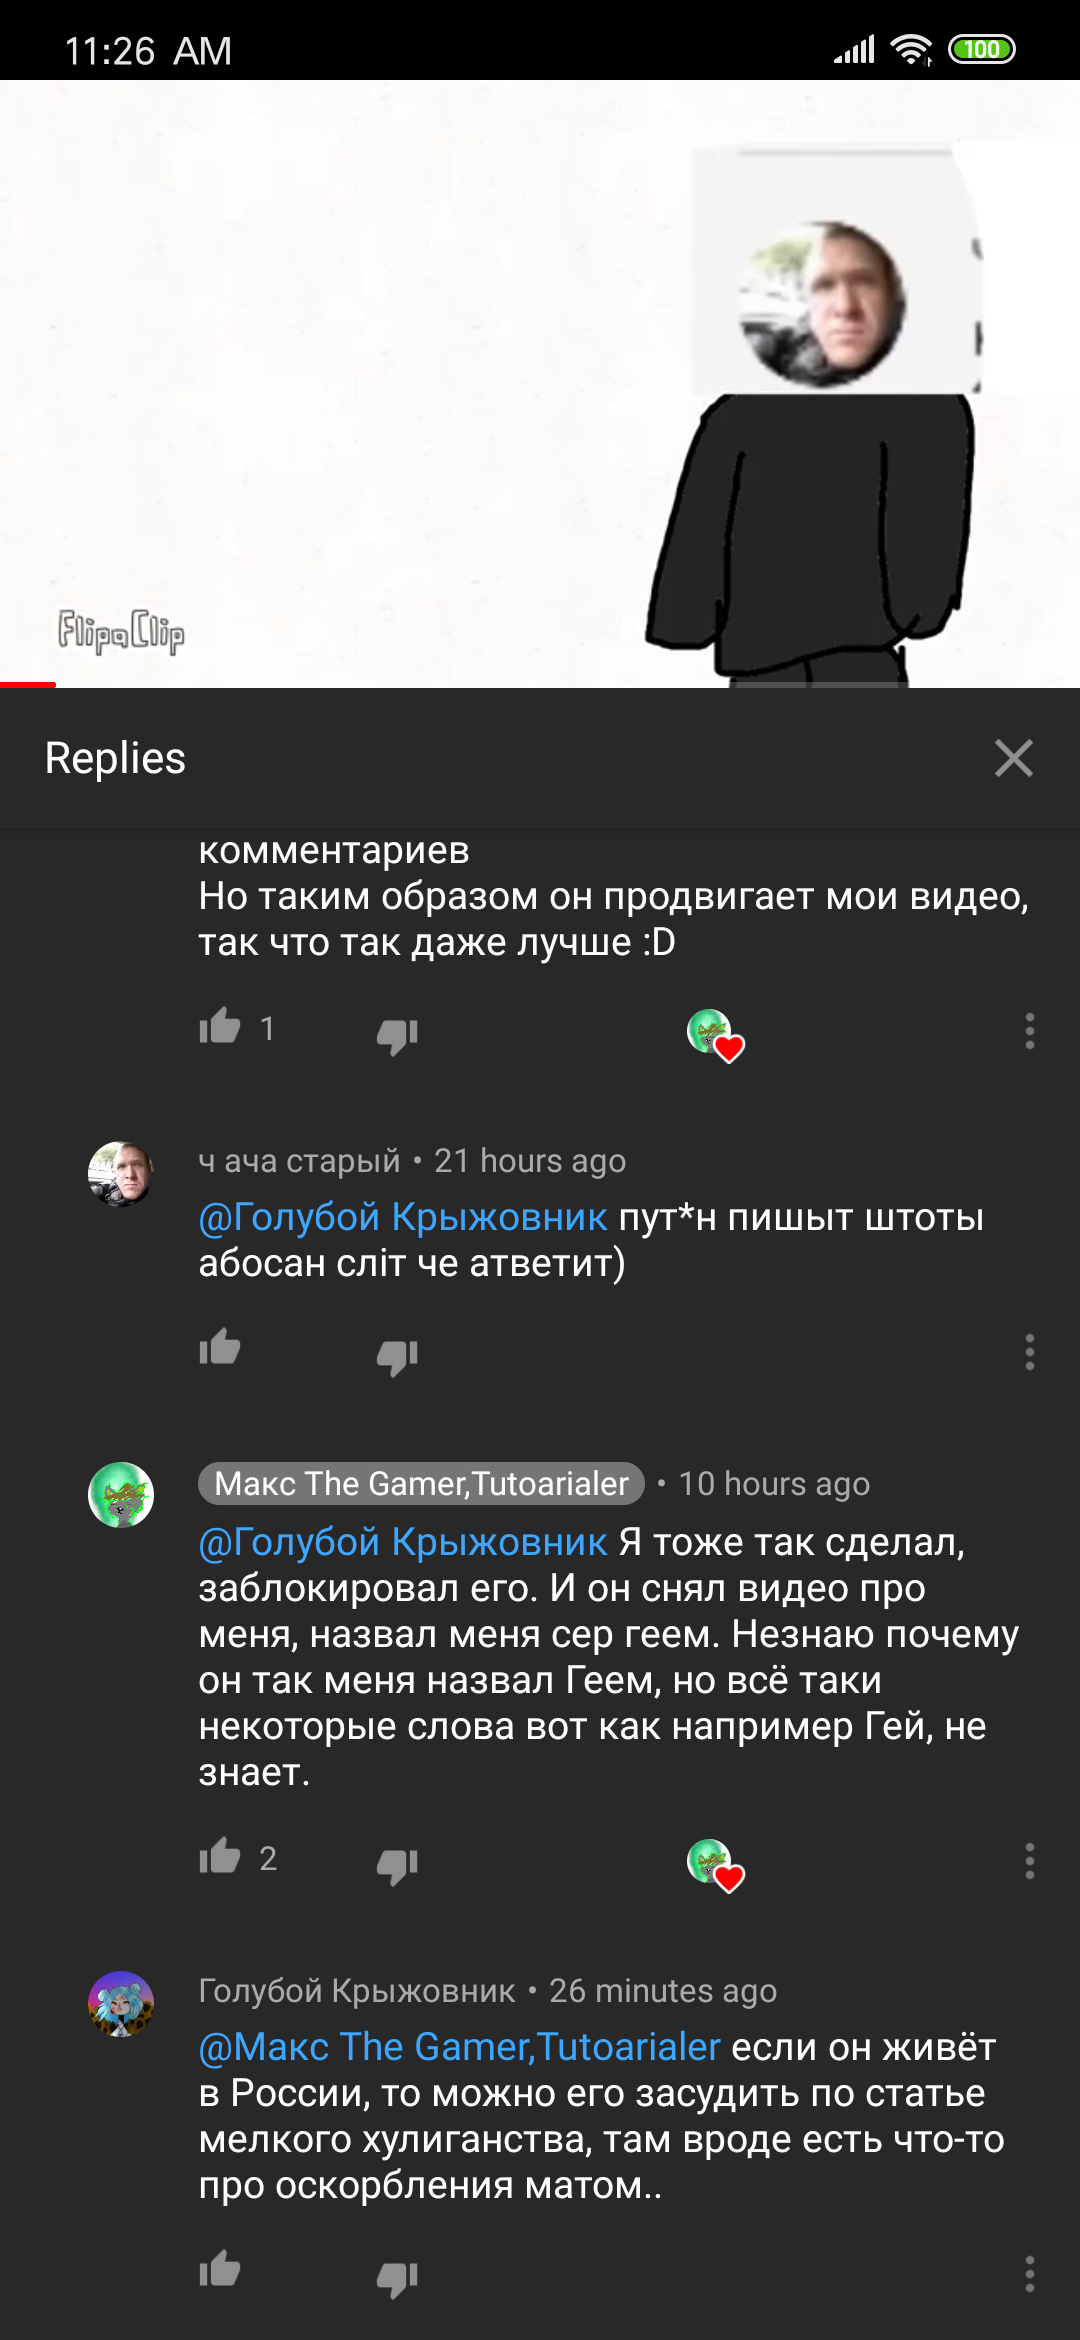 11:26 AM
100
FlipaClip
Replies
комментариев
Но таким образом он продвигает мои видео,
так что так даже лучше :D
1
ч ача старый • 21 hours ago
@Голубой Крыжовник пут*н пишыт штоты
абосан сліт че атветит)
Макс The Gamer,Tutoarialer • 10 hours ago
@Голубой Крыжовник Я тоже так сделал,
заблокировал его. И он снял видео про
меня, назвал меня сер геем. Незнаю почему
он так меня назвал Геем, но всё таки
некоторые слова вот как например Гей, не
знает.
2
Голубой Крыжовник • 26 minutes ago
@Макс The Gamer,Tutoarialer если он живёт
в России, то можно его засудить по статье
мелкого хулиганства, там вроде есть что-то
про оскорбления матом..